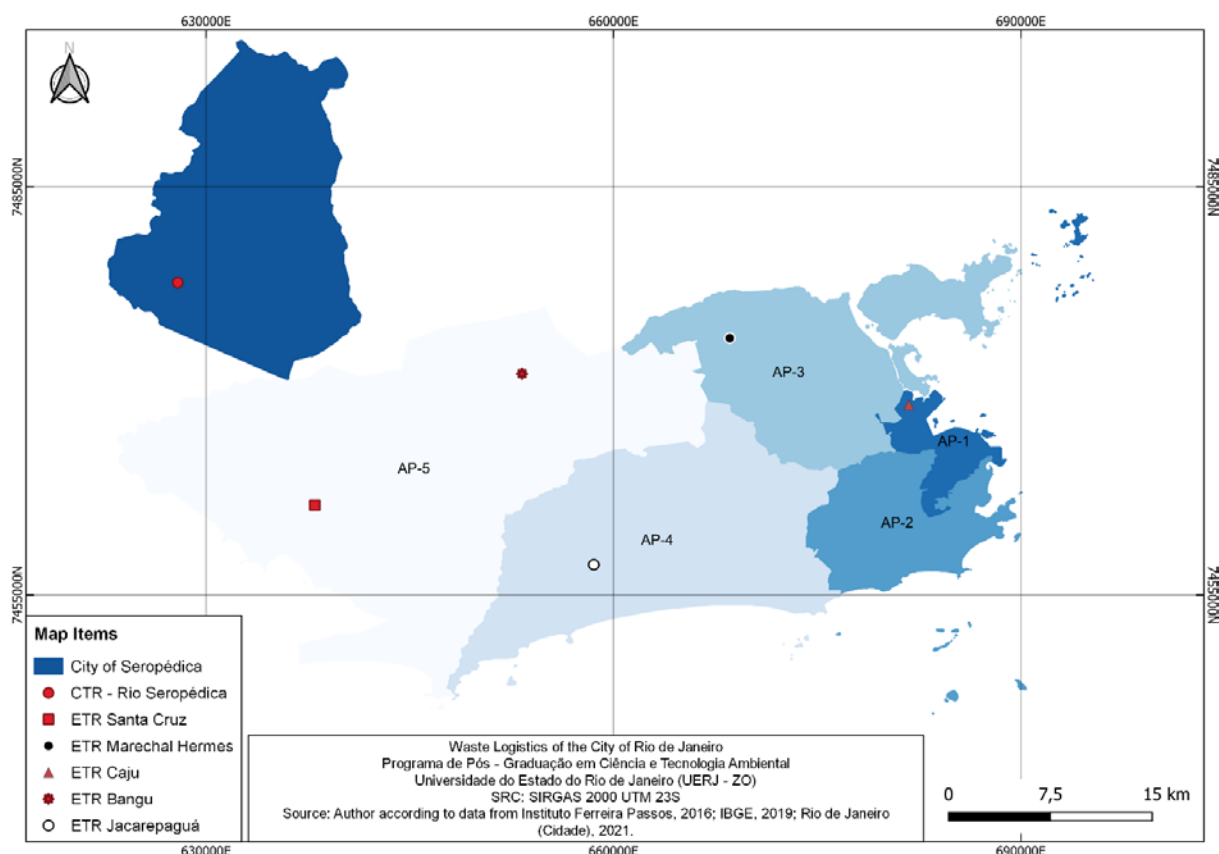 630000E
660000E
690000E
N
7485000N
7485000N
AP-3
AP-1
AP-5
AP-2
AP-4
7455000N
7455000N
Map Items
City of Seropédica
CTR - Rio Seropédica
ETR Santa Cruz
ETR Marechal Hermes
ETR Caju
ETR Bangu
ETR Jacarepaguá
Waste Logistics of the City of Rio de Janeiro
Programa de Pós - Graduação em Ciência e Tecnologia Ambiental
Universidade do Estado do Rio de Janeiro (UERJ - ZO)
SRC: SIRGAS 2000 UTM 23S
Source: Author according to data from Instituto Ferreira Passos, 2016; IBGE, 2019; Rio de Janeiro
(Cidade), 2021.
0 7,5 15 km
630000E
660000E
690000E